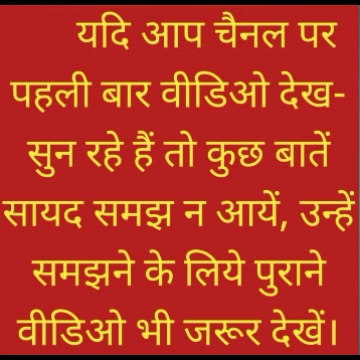 यदि आप चैनल पर
पहली बार वीडिओ देख-
सुन रहे हैं तो कुछ बातें
सायद समझ न आयें, उन्हें
समझने के लिये पुराने
वीडिओ भी जरूर देखें।